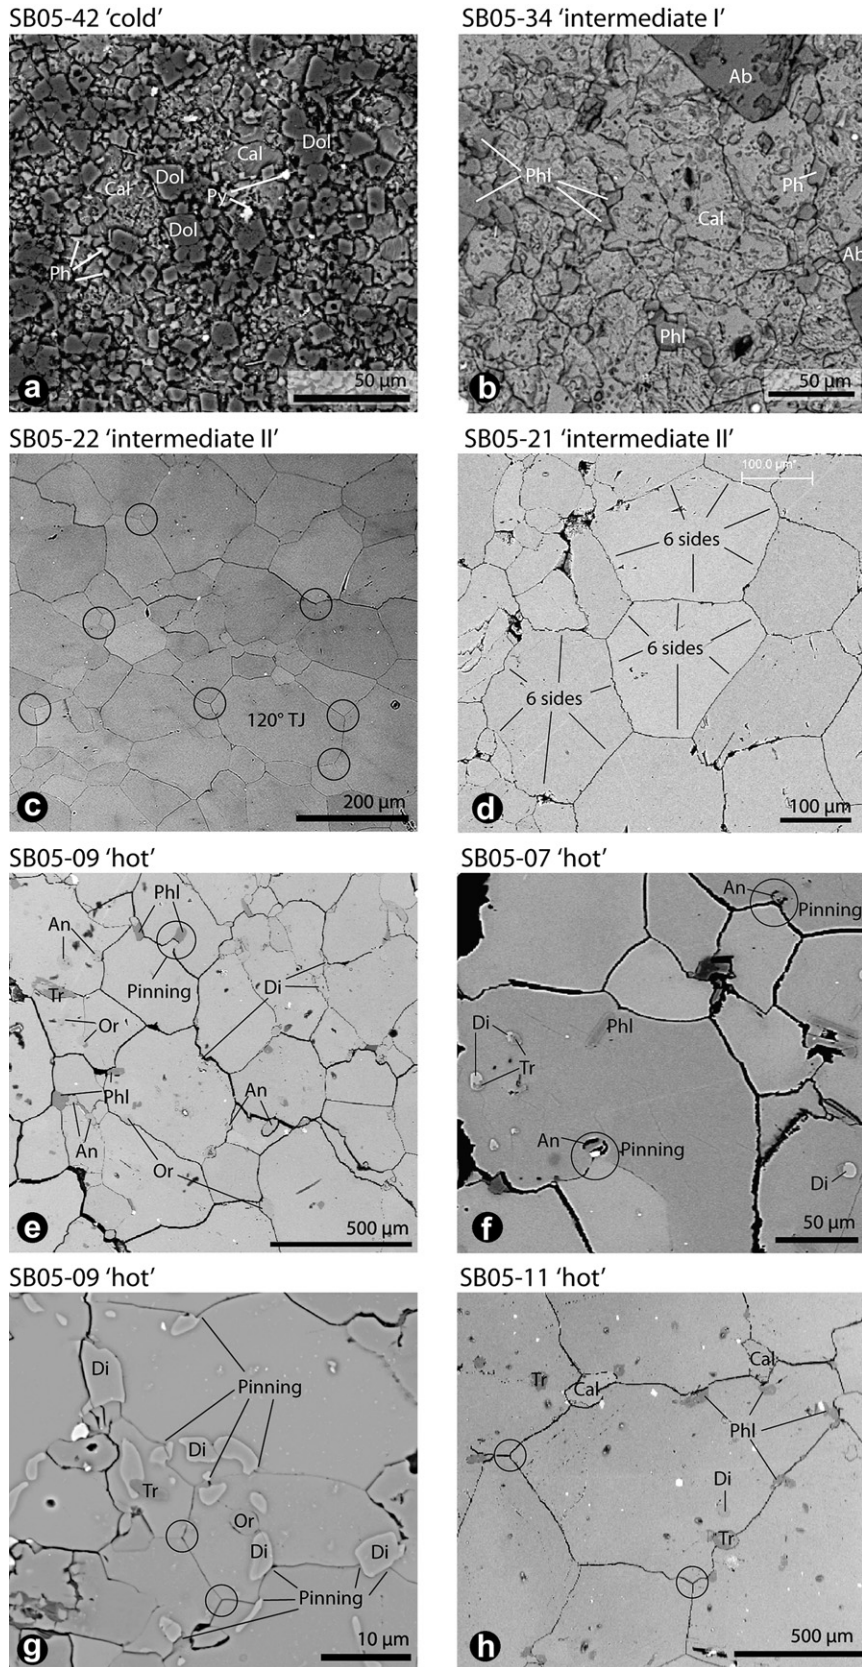 SB05-42 ‘cold’
Cal
Dol
Cal
Dol
Py
Dol
Ph
50 µm
a
SB05-34 ‘intermediate I’
Ab
Phl
Ph
Cal
Ab
Phl
50 µm
b
SB05-22 ‘intermediate II’
120° TJ
200 µm
c
SB05-21 ‘intermediate II’
100.0 µm*
6 sides
6 sides
6 sides
100 µm
d
SB05-09 ‘hot’
Phl
An
Pinning
Di
Tr
Or
Phl
An
An
Or
500 µm
e
SB05-07 ‘hot’
An
Pinning
Phl
Di
Tr
An
Pinning
Di
50 µm
f
SB05-09 ‘hot’
Di
Pinning
Di
Tr
Or
Di
Di
Pinning
10 µm
g
SB05-11 ‘hot’
Cal
Tr
Cal
Phl
Di
Tr
500 µm
h